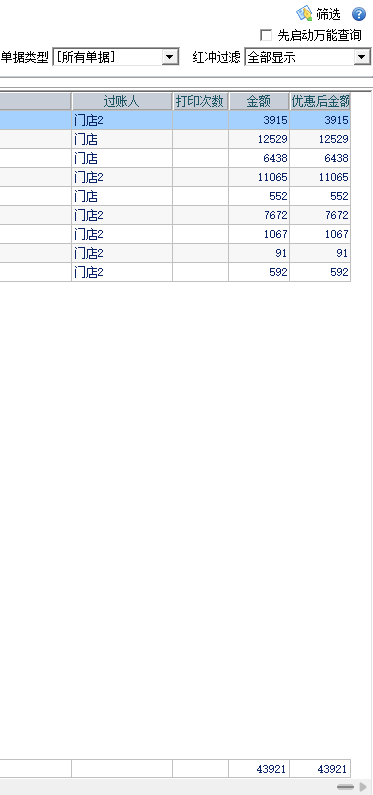 筛选
先启动万能查询
单据类型 [所有单据] 红冲过滤 全部显示
过账人 打印次数 金额 优惠后金额
门店2 3915 3915
门店 12529 12529
门店 6438 6438
门店2 11065 11065
门店 552 552
门店2 7672 7672
门店2 1067 1067
门店2 91 91
门店2 592 592
43921 43921